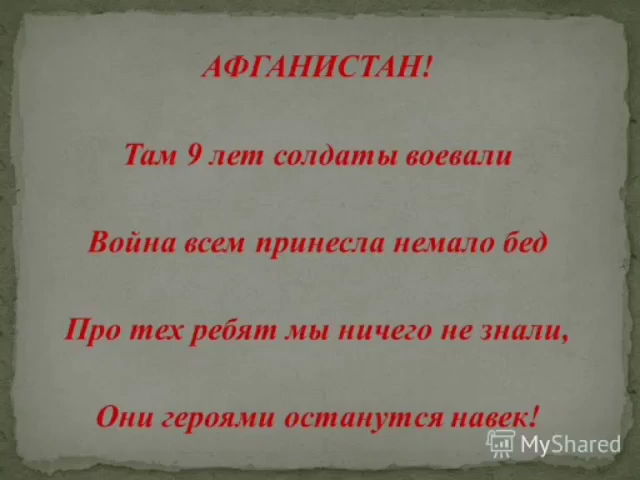 АФГАНИСТАН!
Там 9 лет солдаты воевали
Война всем принесла немало бед
Про тех ребят мы ничего не знали,
Они героями останутся навек!
MyShared